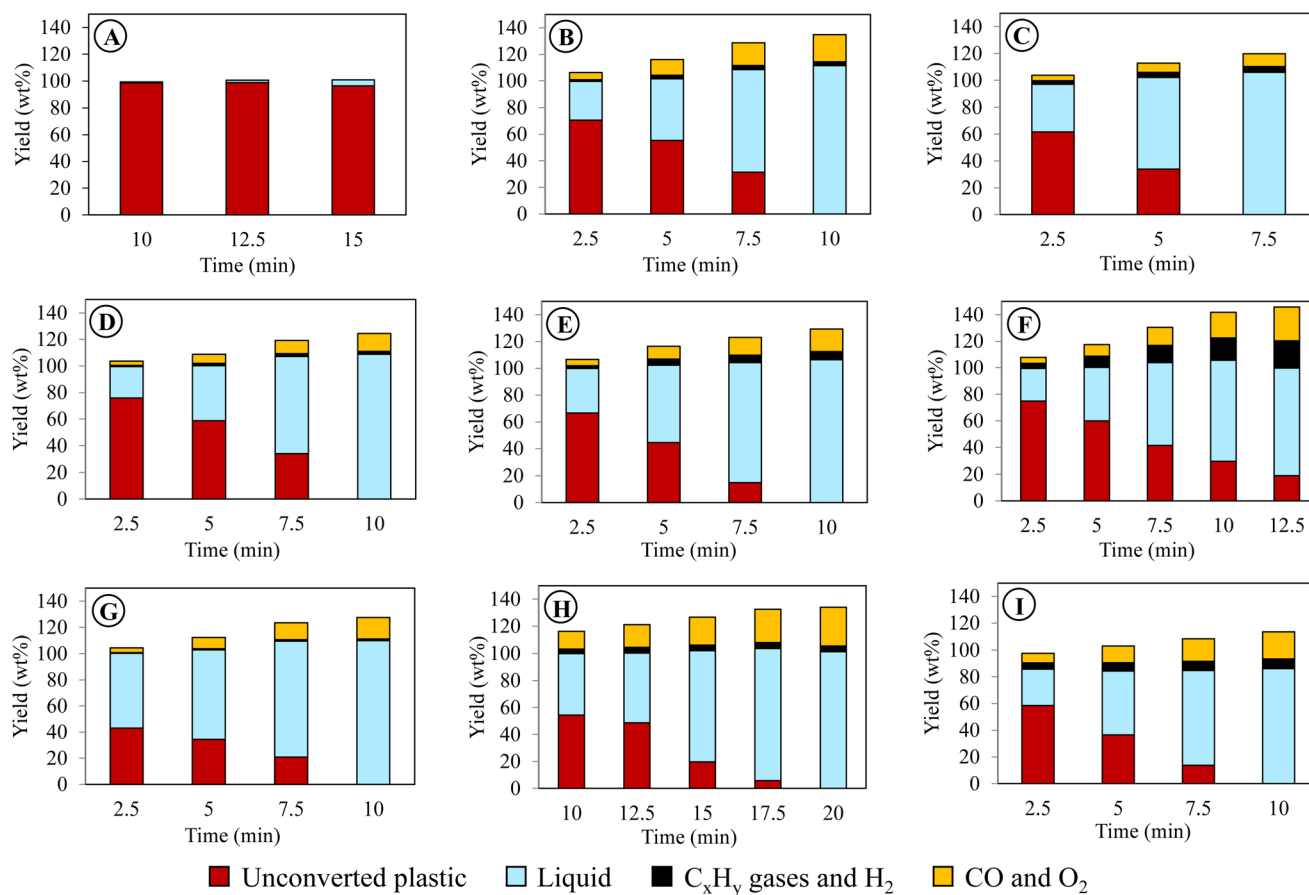 A
Yield (wt%)
140
120
100
80
60
40
20
0
10 12.5 15
Time (min)
B
Yield (wt%)
140
120
100
80
60
40
20
0
2.5 5 7.5 10
Time (min)
C
Yield (wt%)
140
120
100
80
60
40
20
0
2.5 5 7.5
Time (min)
D
Yield (wt%)
140
120
100
80
60
40
20
0
2.5 5 7.5 10
Time (min)
E
Yield (wt%)
140
120
100
80
60
40
20
0
2.5 5 7.5 10
Time (min)
F
Yield (wt%)
140
120
100
80
60
40
20
0
2.5 5 7.5 10 12.5
Time (min)
G
Yield (wt%)
140
120
100
80
60
40
20
0
2.5 5 7.5 10
Time (min)
H
Yield (wt%)
140
120
100
80
60
40
20
0
10 12.5 15 17.5 20
Time (min)
I
Yield (wt%)
140
120
100
80
60
40
20
0
2.5 5 7.5 10
Time (min)
Unconverted plastic Liquid CₓHᵧ gases and H₂ CO and O₂